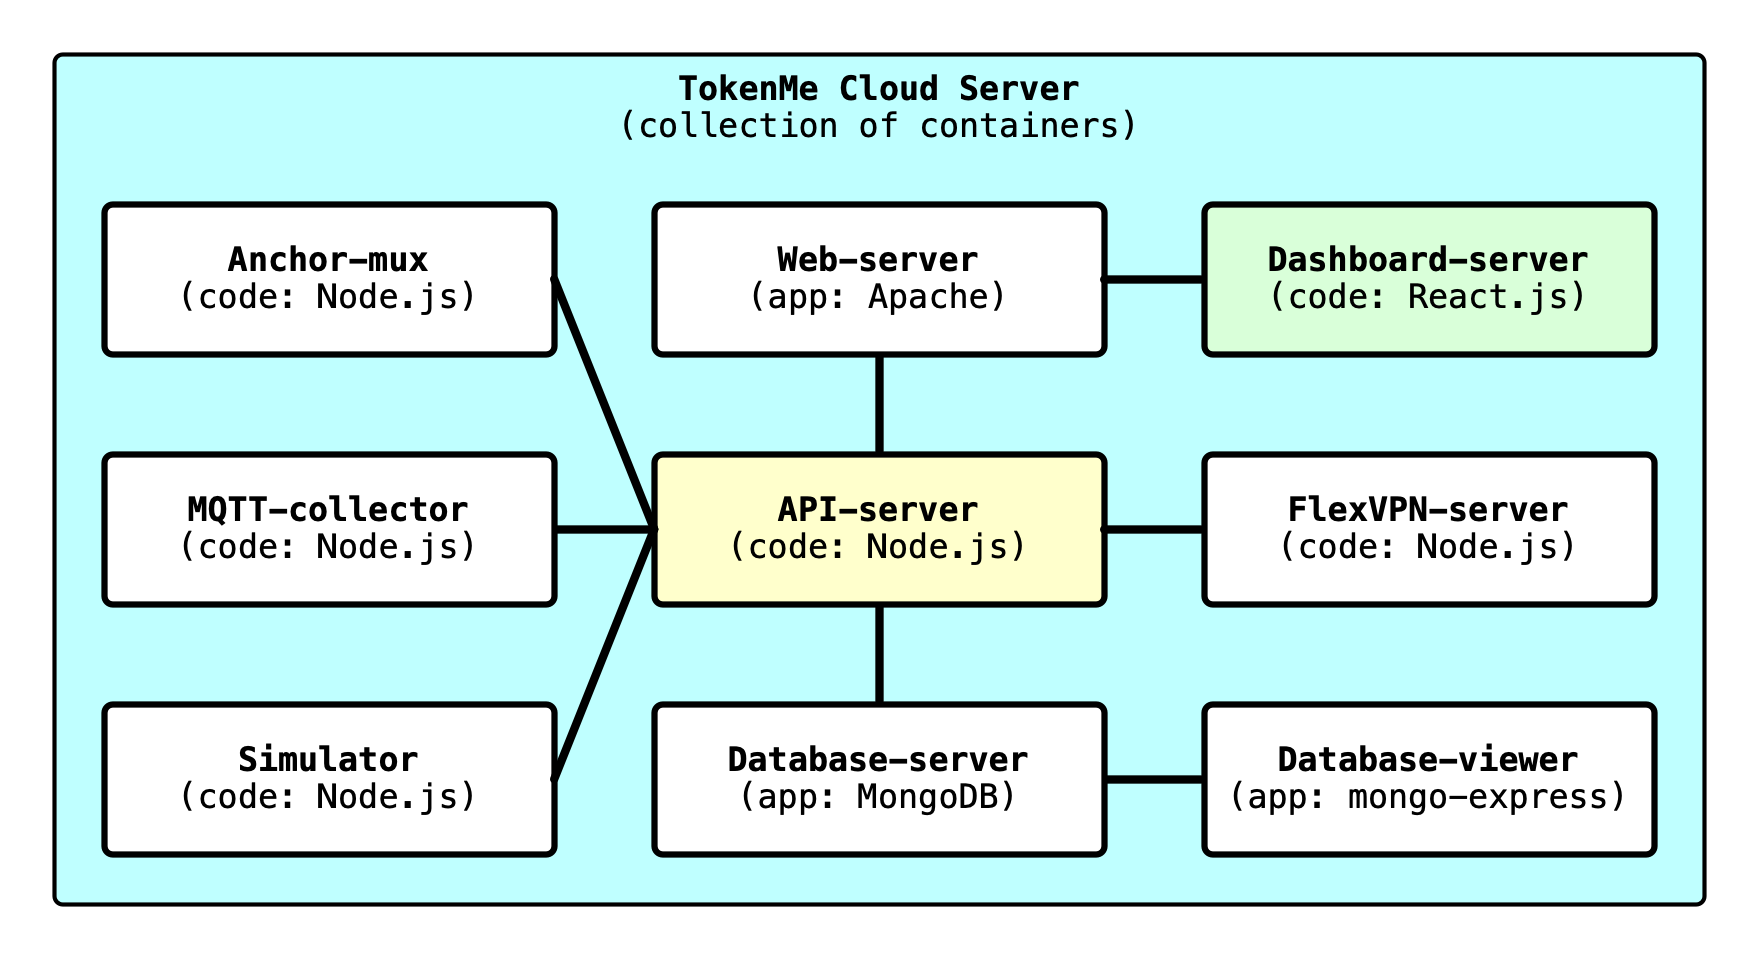 TokenMe Cloud Server
(collection of containers)
Anchor-mux
(code: Node.js)
Web-server
(app: Apache)
Dashboard-server
(code: React.js)
MQTT-collector
(code: Node.js)
API-server
(code: Node.js)
FlexVPN-server
(code: Node.js)
Simulator
(code: Node.js)
Database-server
(app: MongoDB)
Database-viewer
(app: mongo-express)